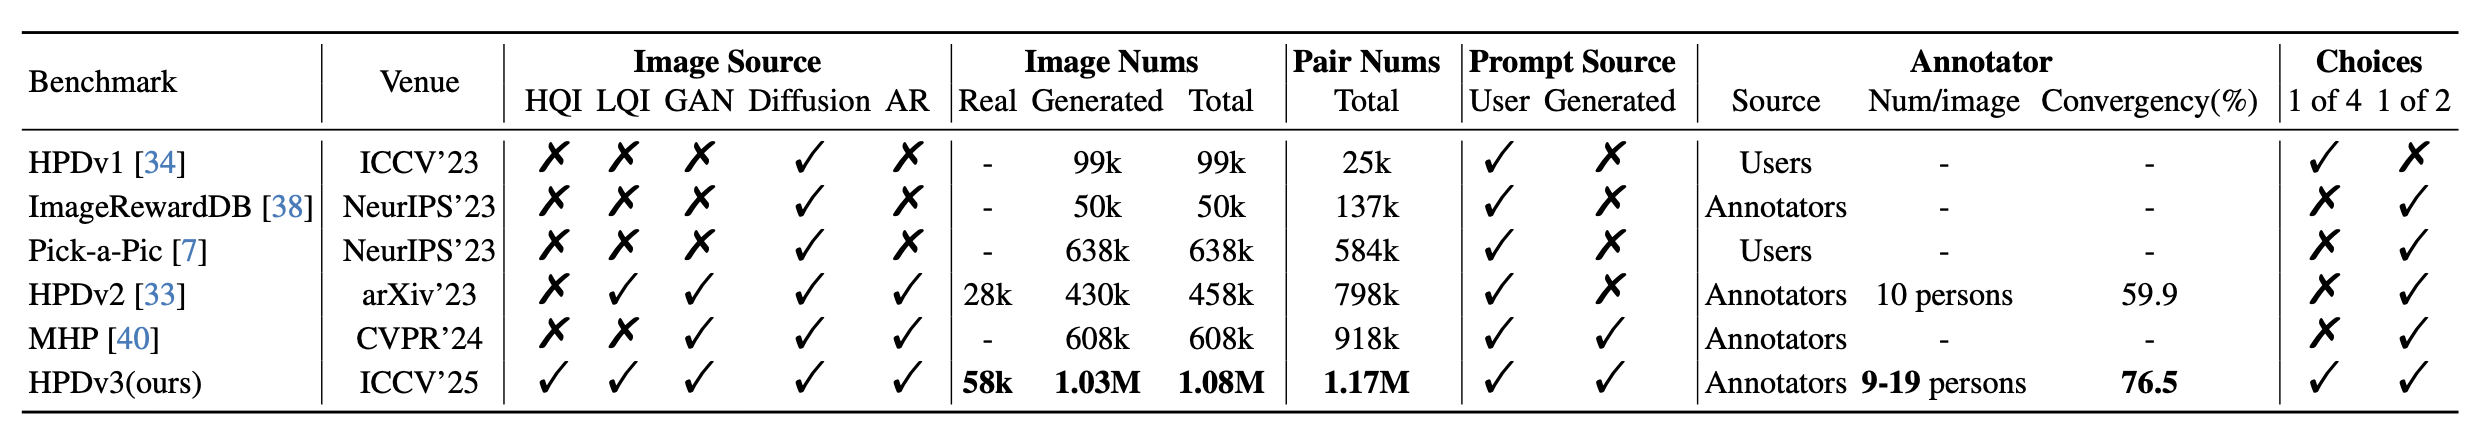 Image Source Image Nums Pair Nums Prompt Source Annotator Choices
Benchmark Venue
HQI LQI GAN Diffusion AR Real Generated Total Total User Generated Source Num/image Convergency(%) 1 of 4 1 of 2
HPDv1 [34] ICCV’23 ✗ ✗ ✗ ✓ ✗ - 99k 99k 25k ✓ ✗ Users - - ✓ ✗
ImageRewardDB [38] NeurIPS’23 ✗ ✗ ✗ ✓ ✗ - 50k 50k 137k ✓ ✗ Annotators - - ✗ ✓
Pick-a-Pic [7] NeurIPS’23 ✗ ✗ ✗ ✓ ✗ - 638k 638k 584k ✓ ✗ Users - - ✗ ✓
HPDv2 [33] arXiv’23 ✗ ✓ ✓ ✓ ✓ 28k 430k 458k 798k ✓ ✗ Annotators 10 persons 59.9 ✗ ✓
MHP [40] CVPR’24 ✗ ✗ ✓ ✓ ✓ - 608k 608k 918k ✓ ✓ Annotators - - ✗ ✓
HPDv3(ours) ICCV’25 ✓ ✓ ✓ ✓ ✓ 58k 1.03M 1.08M 1.17M ✓ ✓ Annotators 9-19 persons 76.5 ✓ ✓